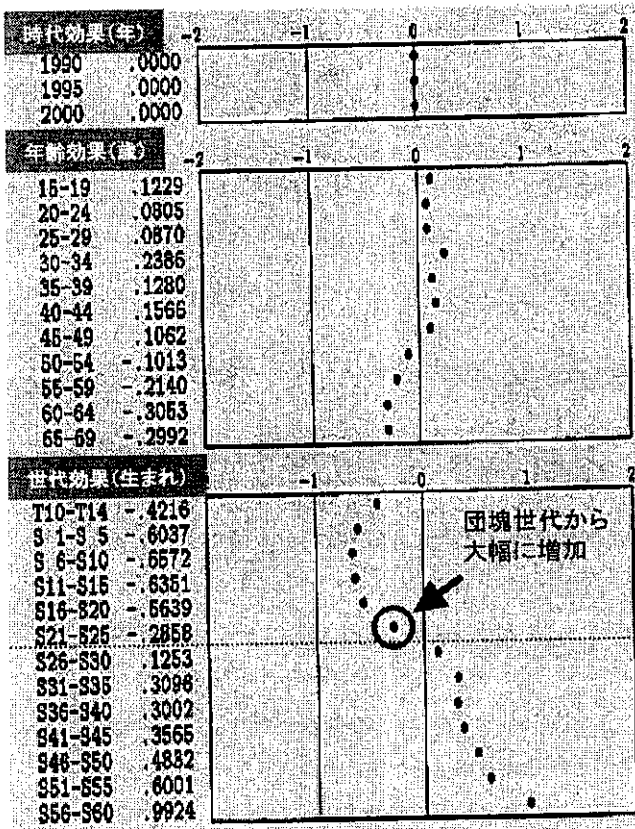 時代効果(年) -2 -1 0 1 2
1990 .0000
1995 .0000
2000 .0000
年齢効果(歳) -2 -1 0 1 2
15-19 .1229
20-24 .0805
25-29 .0870
30-34 .2386
35-39 .1280
40-44 .1566
45-49 .1062
50-54 -.1013
55-59 -.2140
60-64 -.3053
65-69 -.2992
世代効果(生まれ) -1 0 1 2
T10-T14 -.4216
S 1-S 5 -.6037
S 6-S10 -.6572
S11-S15 -.6351
S16-S20 -.5639
S21-S25 -.2858
S26-S30 .1253
S31-S35 .3096
S36-S40 .3002
S41-S45 .3565
S46-S50 .4832
S51-S55 .6001
S56-S60 .9924
団塊世代から
大幅に増加